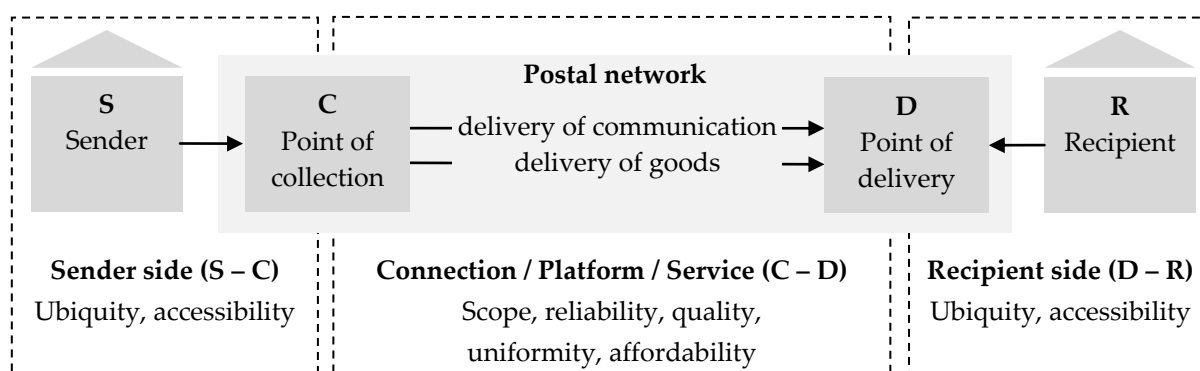 Postal network
S
Sender
C
Point of
collection
delivery of communication
delivery of goods
D
Point of
delivery
R
Recipient
Sender side (S – C)
Ubiquity, accessibility
Connection / Platform / Service (C – D)
Scope, reliability, quality,
uniformity, affordability
Recipient side (D – R)
Ubiquity, accessibility